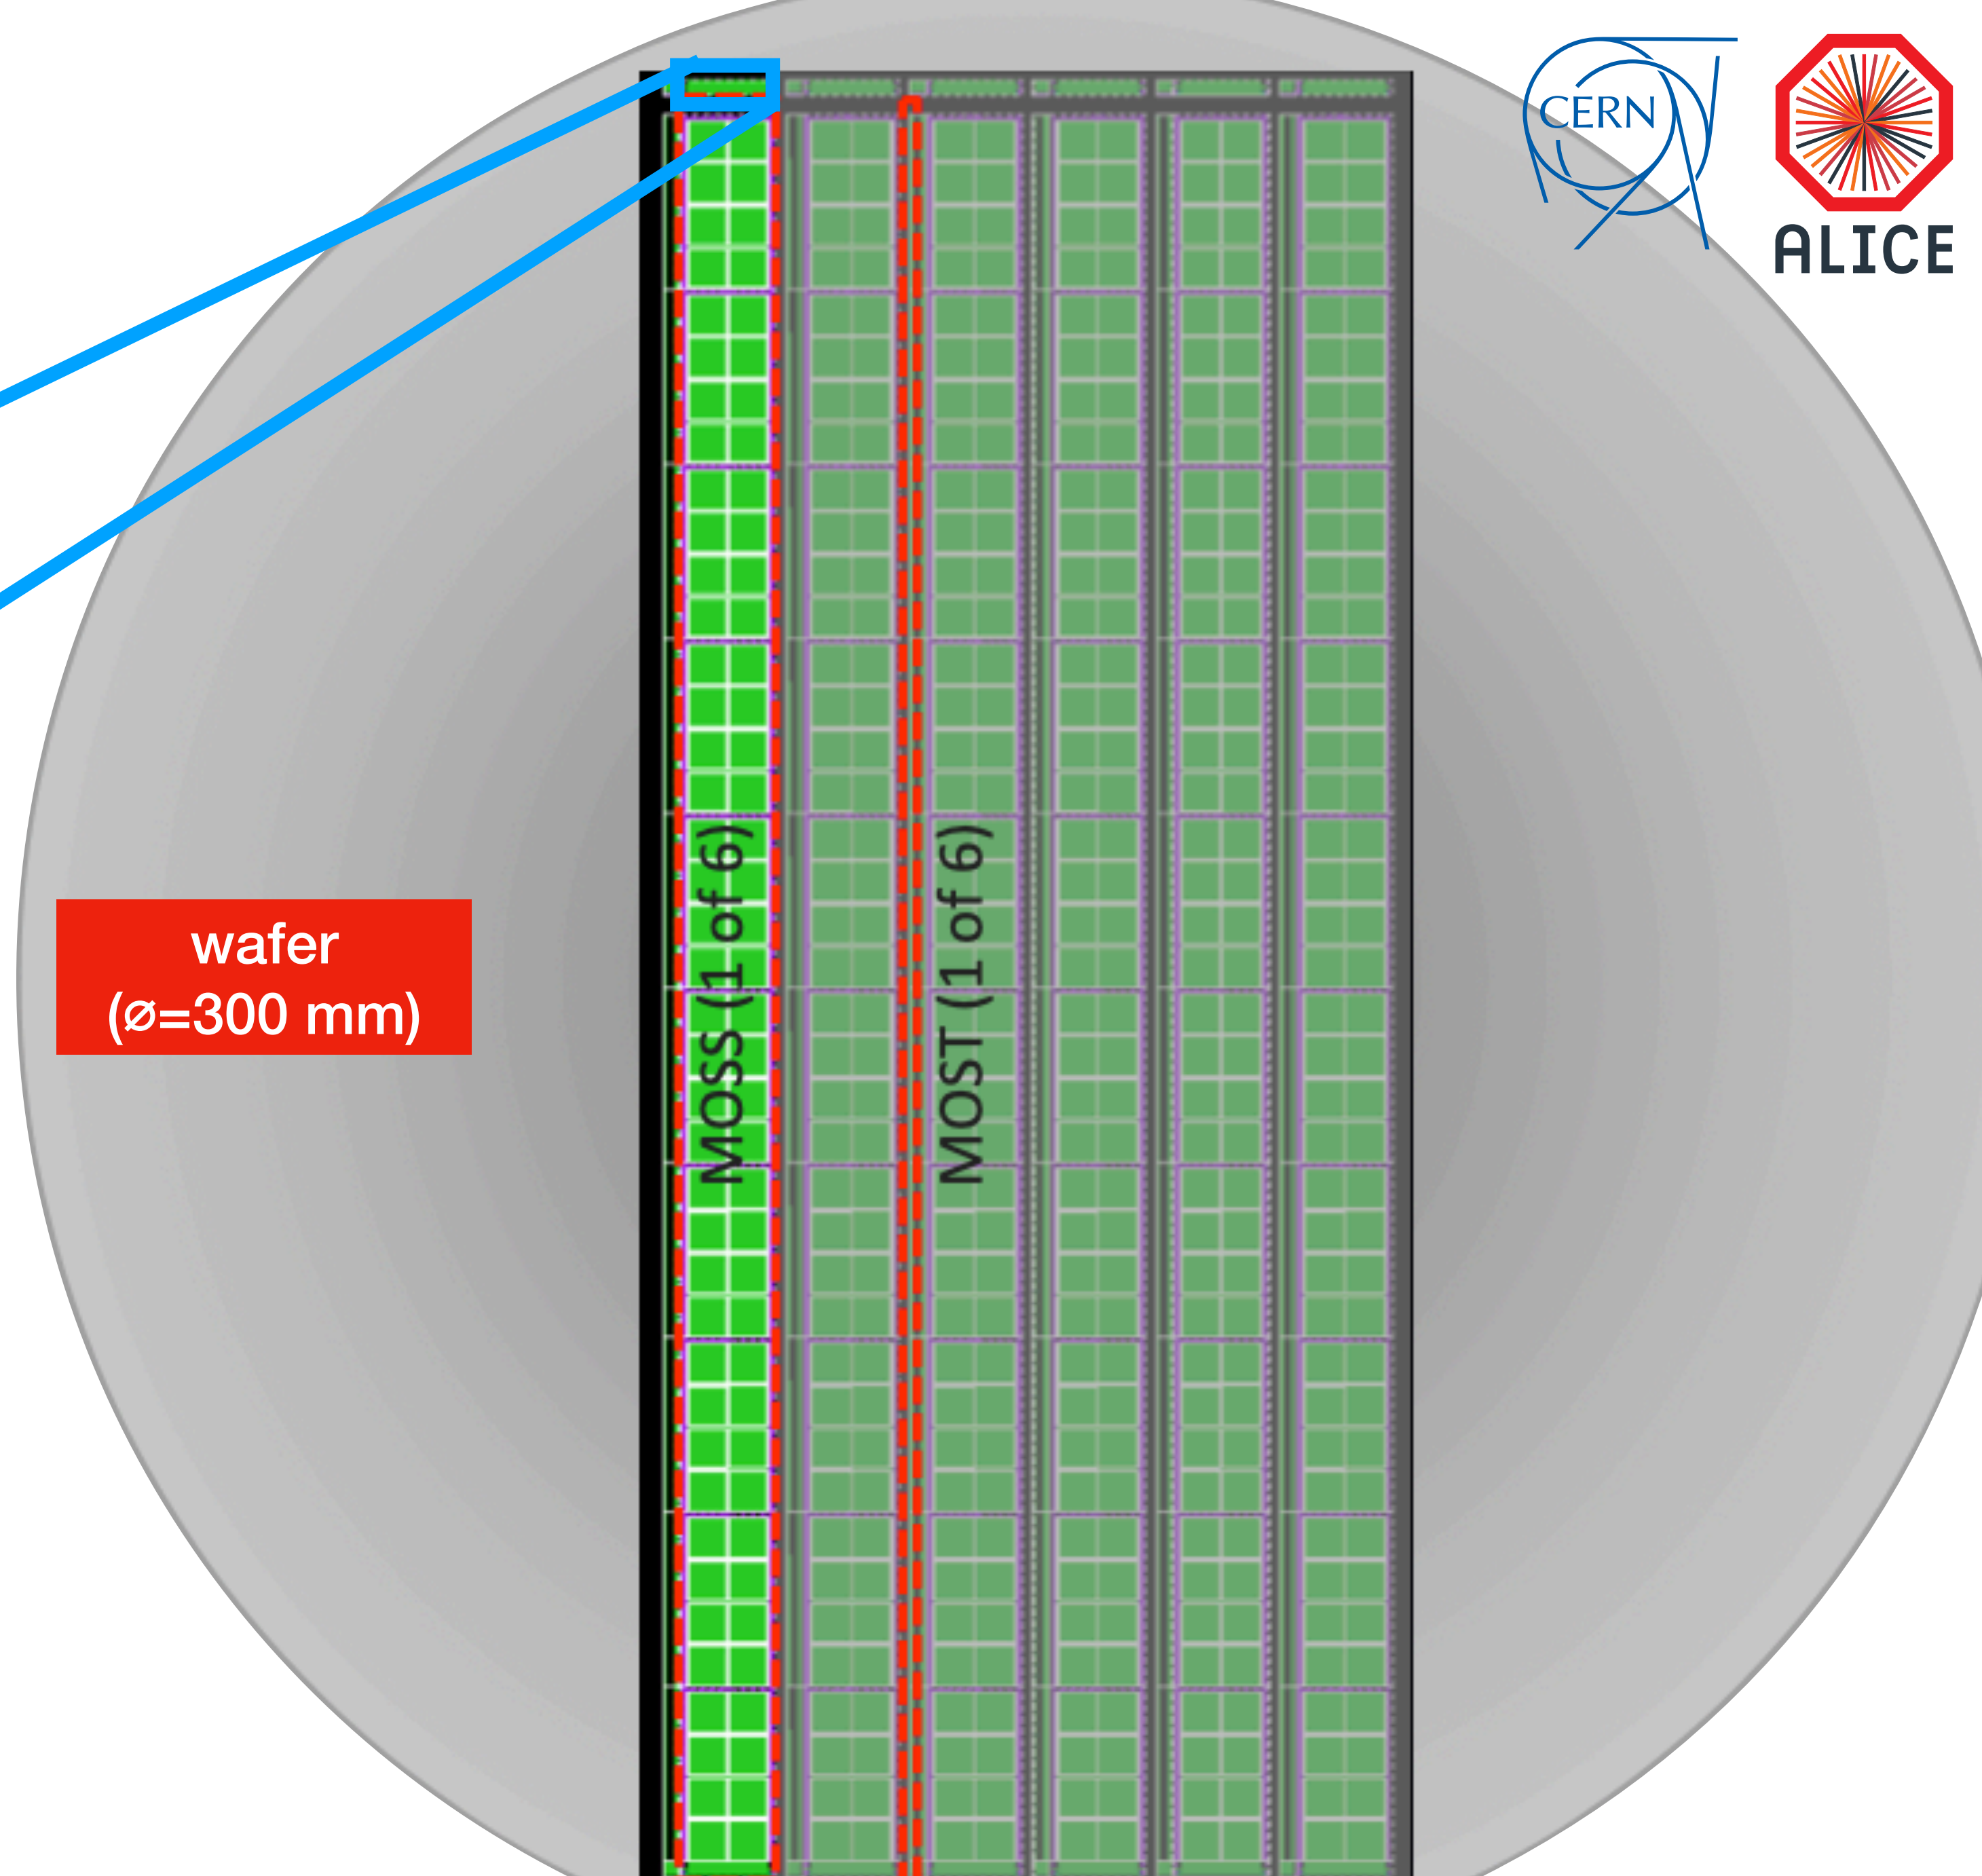 CERN
ALICE
MOSS (1 of 6)
MOST (1 of 6)
wafer
(⌀=300 mm)